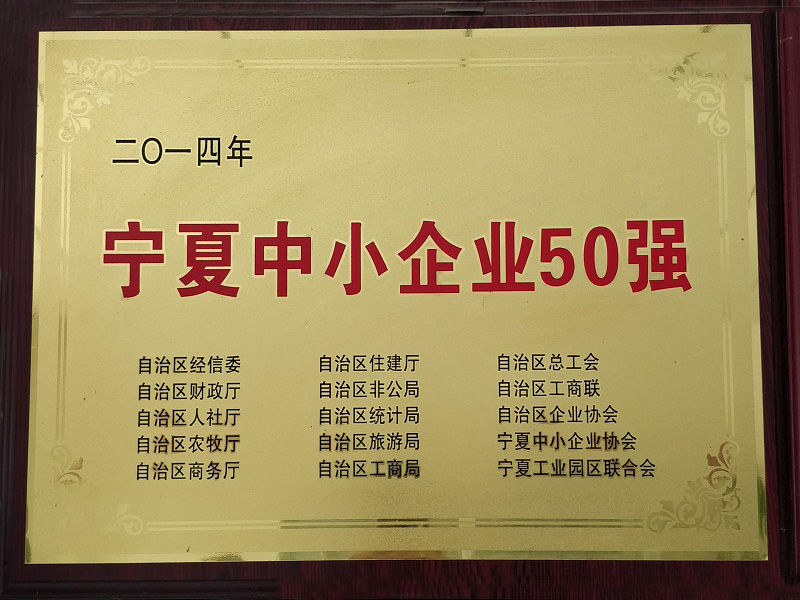 二〇一四年
宁夏中小企业50强
自治区经信委 自治区住建厅 自治区总工会
自治区财政厅 自治区非公局 自治区工商联
自治区人社厅 自治区统计局 自治区企业协会
自治区农牧厅 自治区旅游局 宁夏中小企业协会
自治区商务厅 自治区工商局 宁夏工业园区联合会